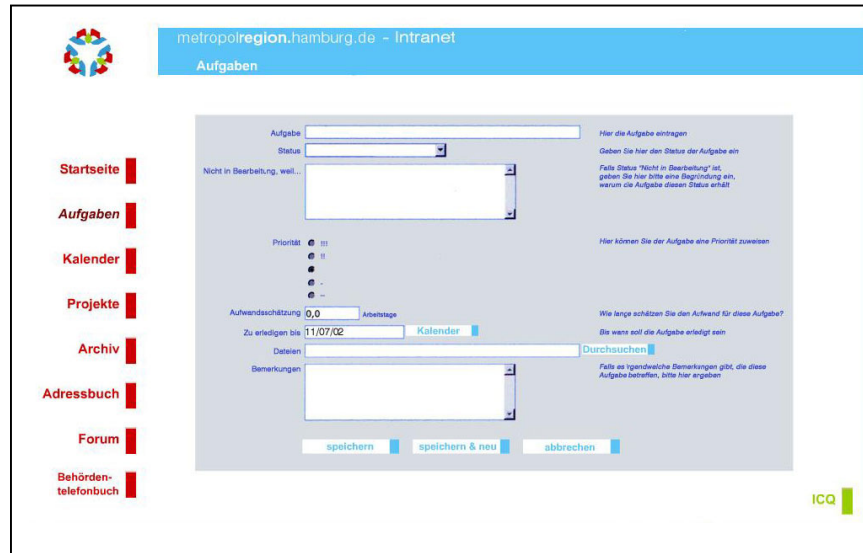 metropolregion.hamburg.de - Intranet
Aufgaben
Startseite
Aufgaben
Kalender
Projekte
Archiv
Adressbuch
Forum
Behörden-
telefonbuch
Aufgabe
Hier die Aufgabe eintragen
Status
Geben Sie hier den Status der Aufgabe ein
Nicht in Bearbeitung, weil...
Falls Status "Nicht in Bearbeitung" ist,
geben Sie hier bitte eine Begründung ein,
warum die Aufgabe diesen Status erhält
Priorität
!!!
Hier können Sie der Aufgabe eine Priorität zuweisen
!!
-
--
Aufwandsschätzung 0,0 Arbeitstage
Wie lange schätzen Sie den Aufwand für diese Aufgabe?
Zu erledigen bis 11/07/02 Kalender
Bis wann soll die Aufgabe erledigt sein
Dateien Durchsuchen
Bemerkungen
Falls es irgendwelche Bemerkungen gibt, die diese
Aufgabe betreffen, bitte hier angeben
speichern speichern & neu abbrechen
ICQ